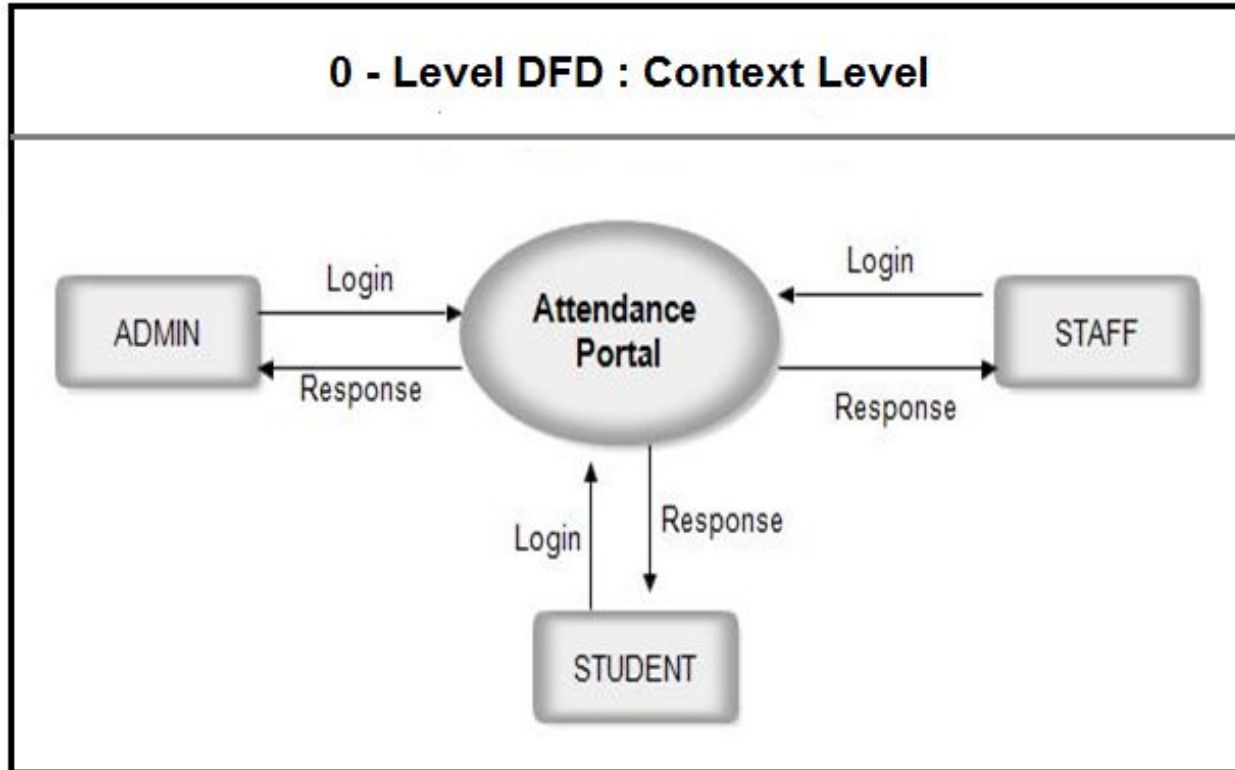 0 - Level DFD : Context Level
Login
Login
ADMIN
Attendance
Portal
STAFF
Response
Response
Login
Response
STUDENT